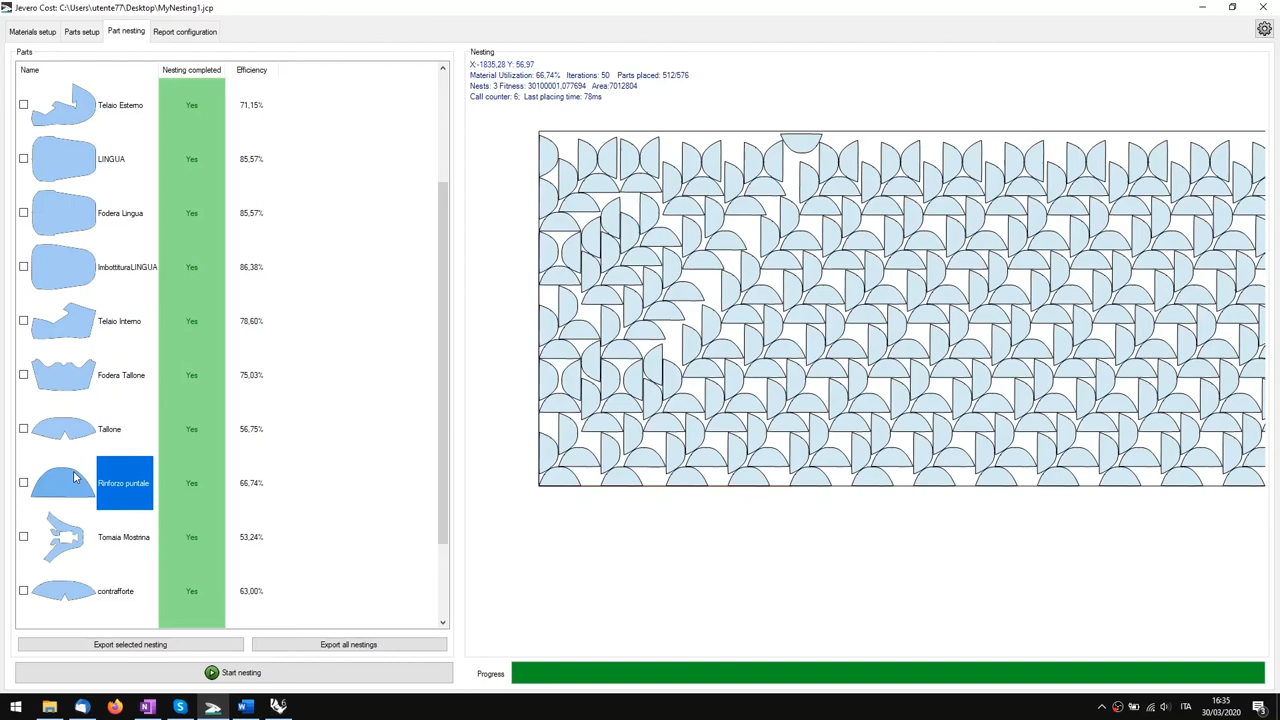 Jevero Cost: C:\Users\utente77\Desktop\MyNesting1.jcp
Materials setup Parts setup Part nesting Report configuration
Parts
Name Nesting completed Efficiency
Telaio Esterno Yes 71,15%
LINGUA Yes 85,57%
Fodera Lingua Yes 85,57%
ImbottituraLINGUA Yes 86,38%
Telaio Interno Yes 78,60%
Fodera Tallone Yes 75,03%
Tallone Yes 56,75%
Rinforzo puntale Yes 66,74%
Tomaia Mostrina Yes 53,24%
contrafforte Yes 63,00%
Export selected nesting Export all nestings
Start nesting
Nesting
X:-1835,28 Y: 56,97
Material Utilization: 66,74% Iterations: 50 Parts placed: 512/576
Nests: 3 Fitness: 30100001,077694 Area:7012804
Call counter: 6; Last placing time: 78ms
Progress
ITA
16:35
30/03/2020